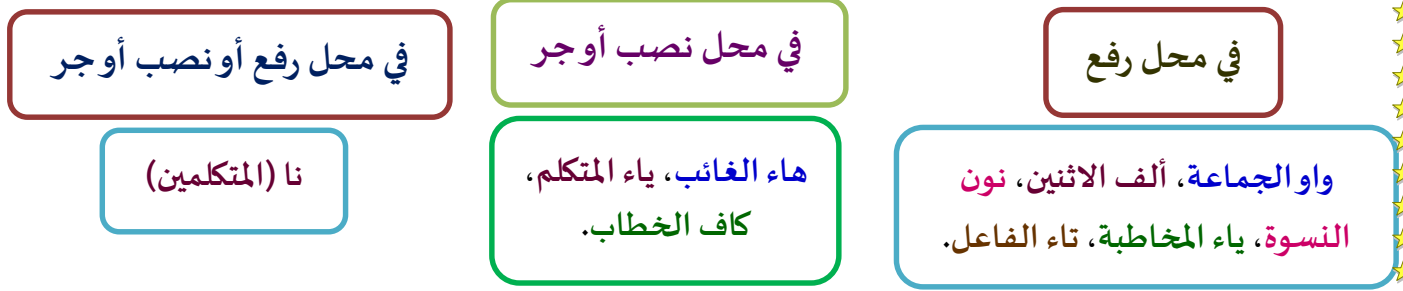 في محل رفع
واو الجماعة، ألف الاثنين، نون
النسوة، ياء المخاطبة، تاء الفاعل.
في محل نصب أو جر
هاء الغائب، ياء المتكلم،
كاف الخطاب.
في محل رفع أو نصب أو جر
نا (المتكلمين)